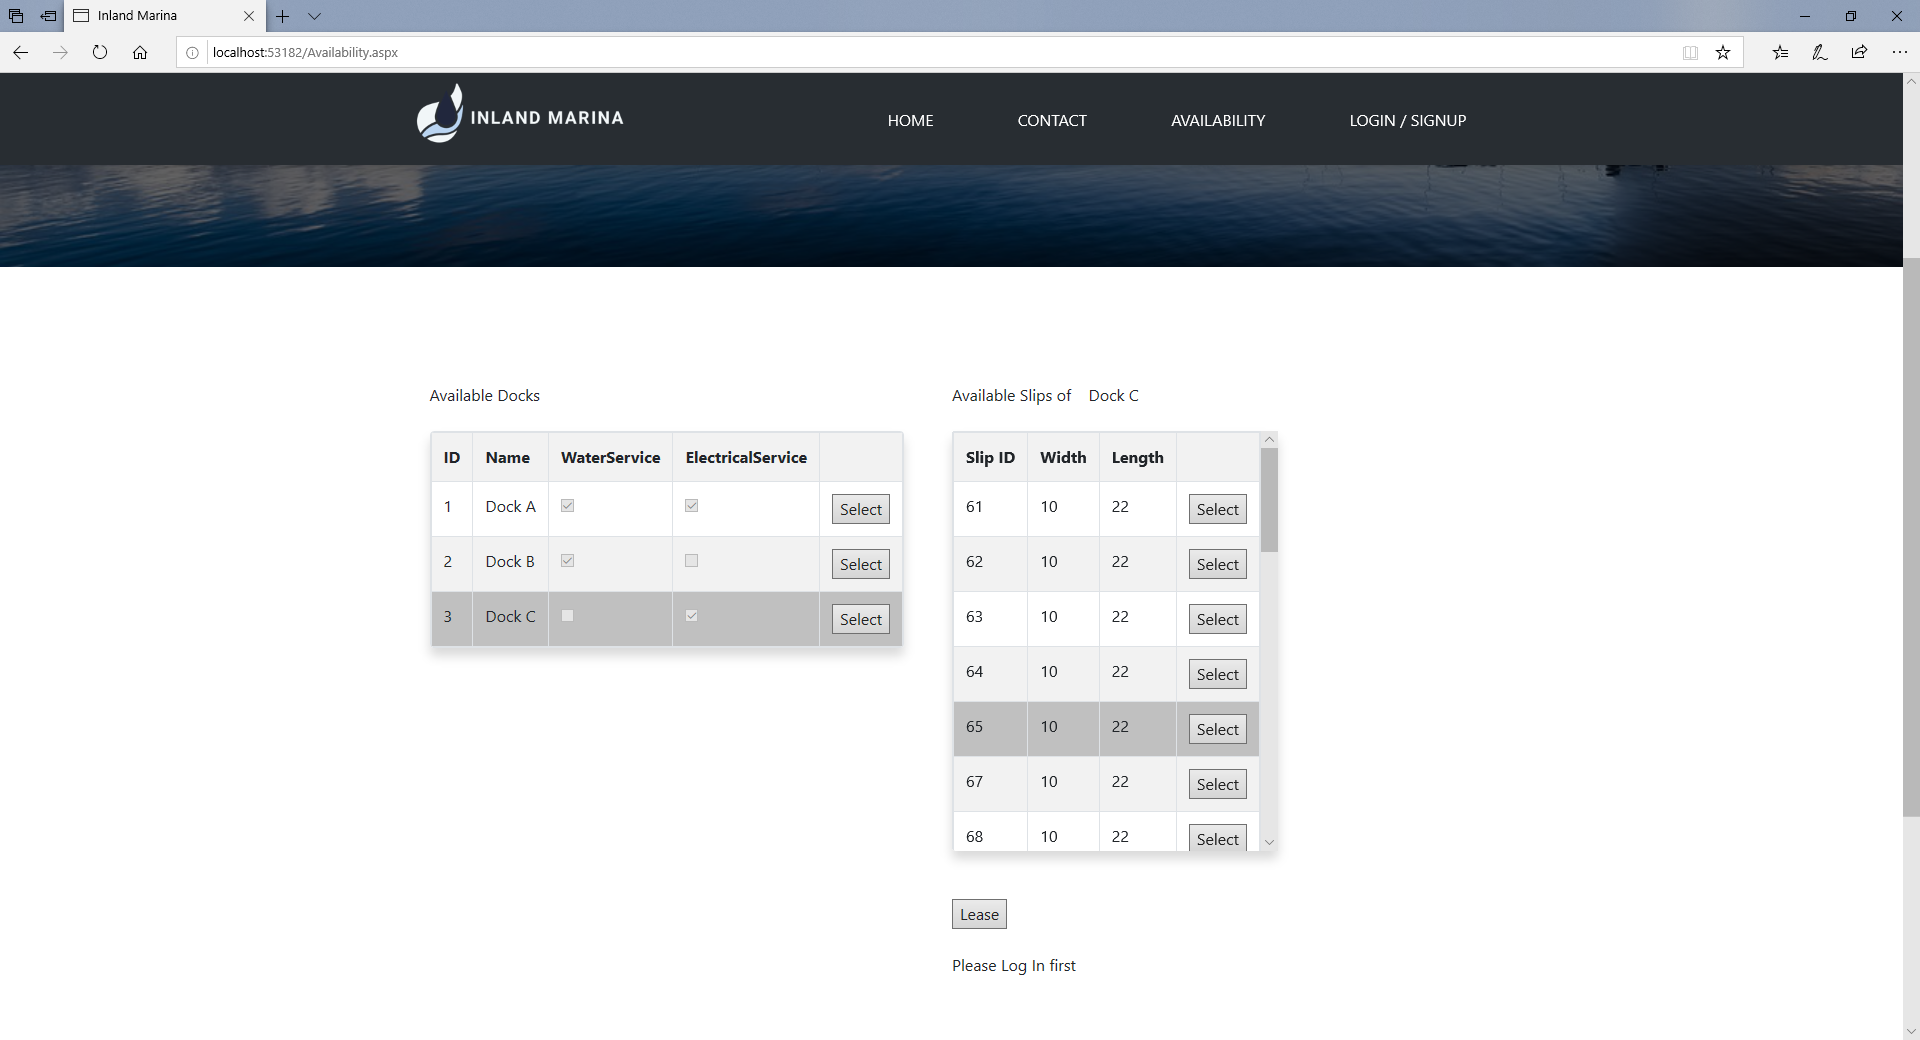 Inland Marina
localhost:53182/Availability.aspx
INLAND MARINA
HOME CONTACT AVAILABILITY LOGIN / SIGNUP
Available Docks
ID Name WaterService ElectricalService
1 Dock A Select
2 Dock B Select
3 Dock C Select
Available Slips of Dock C
Slip ID Width Length
61 10 22 Select
62 10 22 Select
63 10 22 Select
64 10 22 Select
65 10 22 Select
67 10 22 Select
68 10 22 Select
Lease
Please Log In first